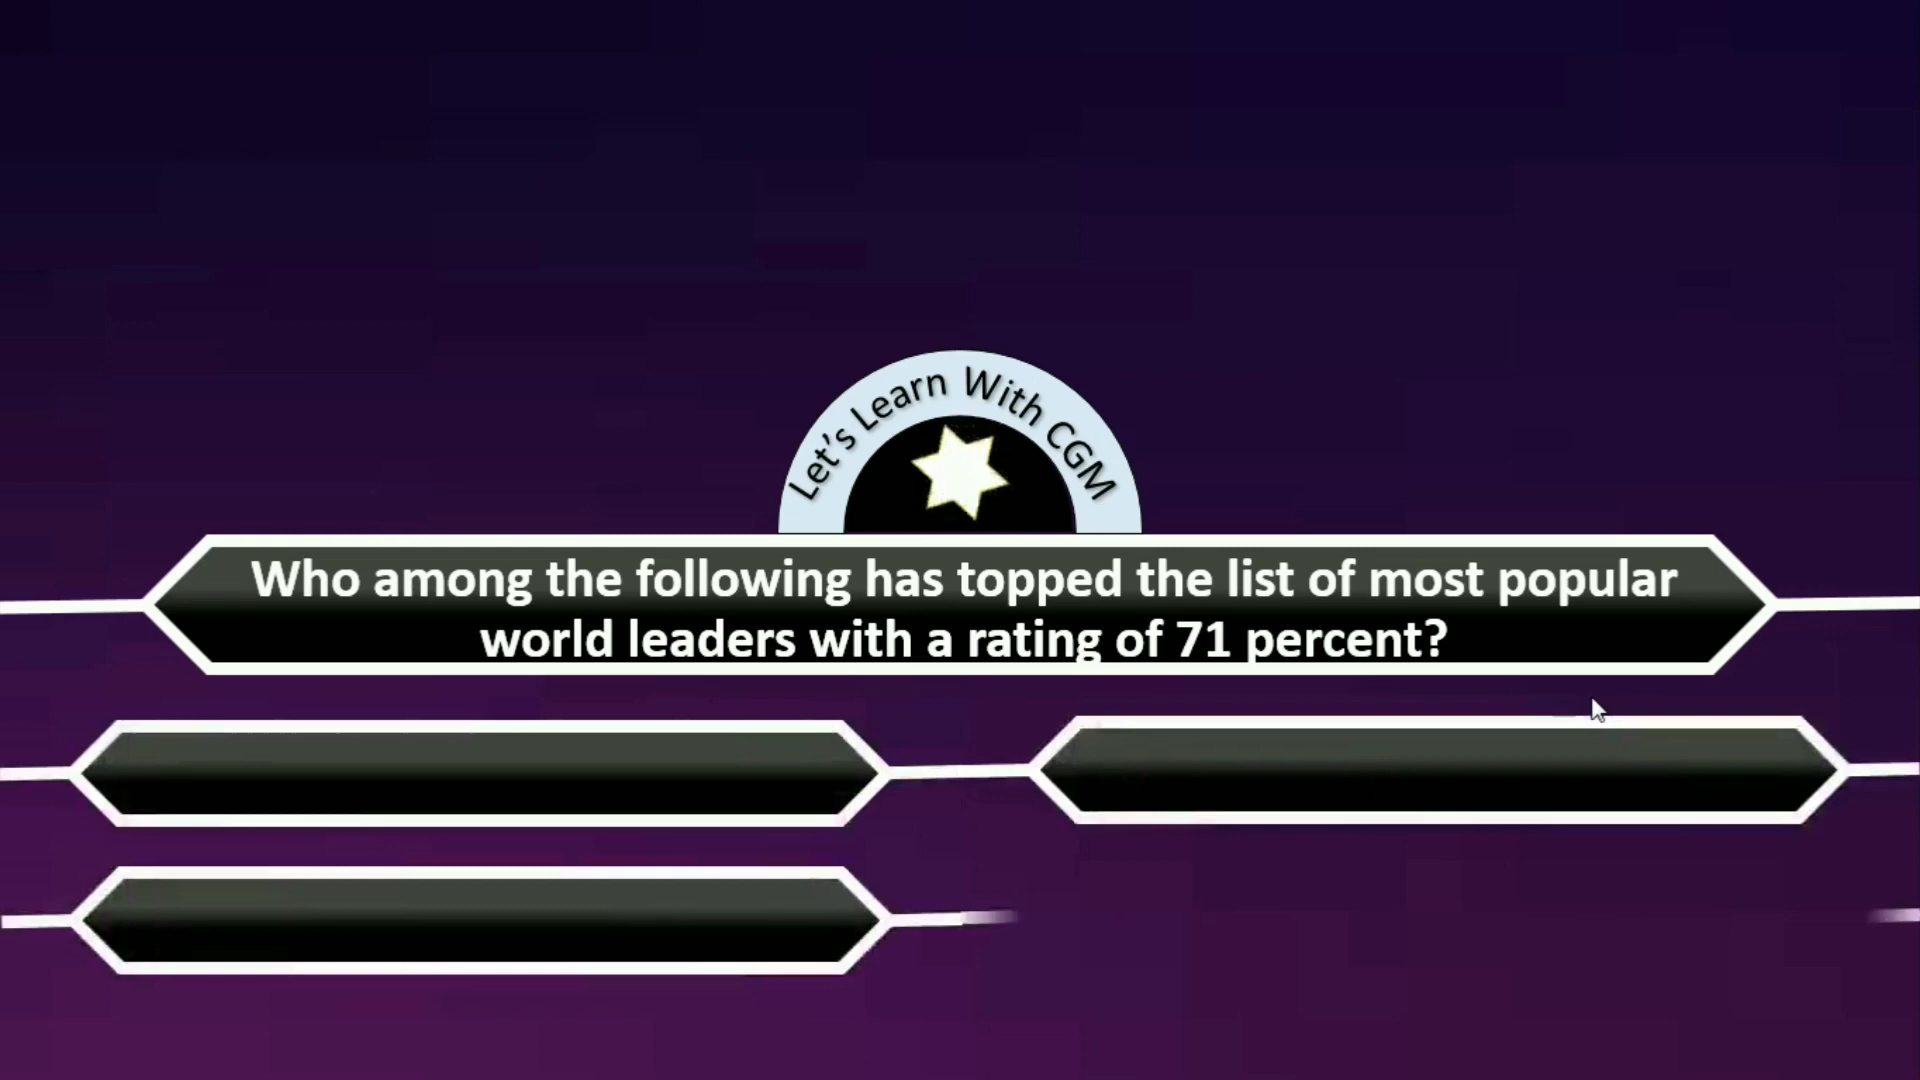 Let's Learn With CGM
Who among the following has topped the list of most popular
world leaders with a rating of 71 percent?